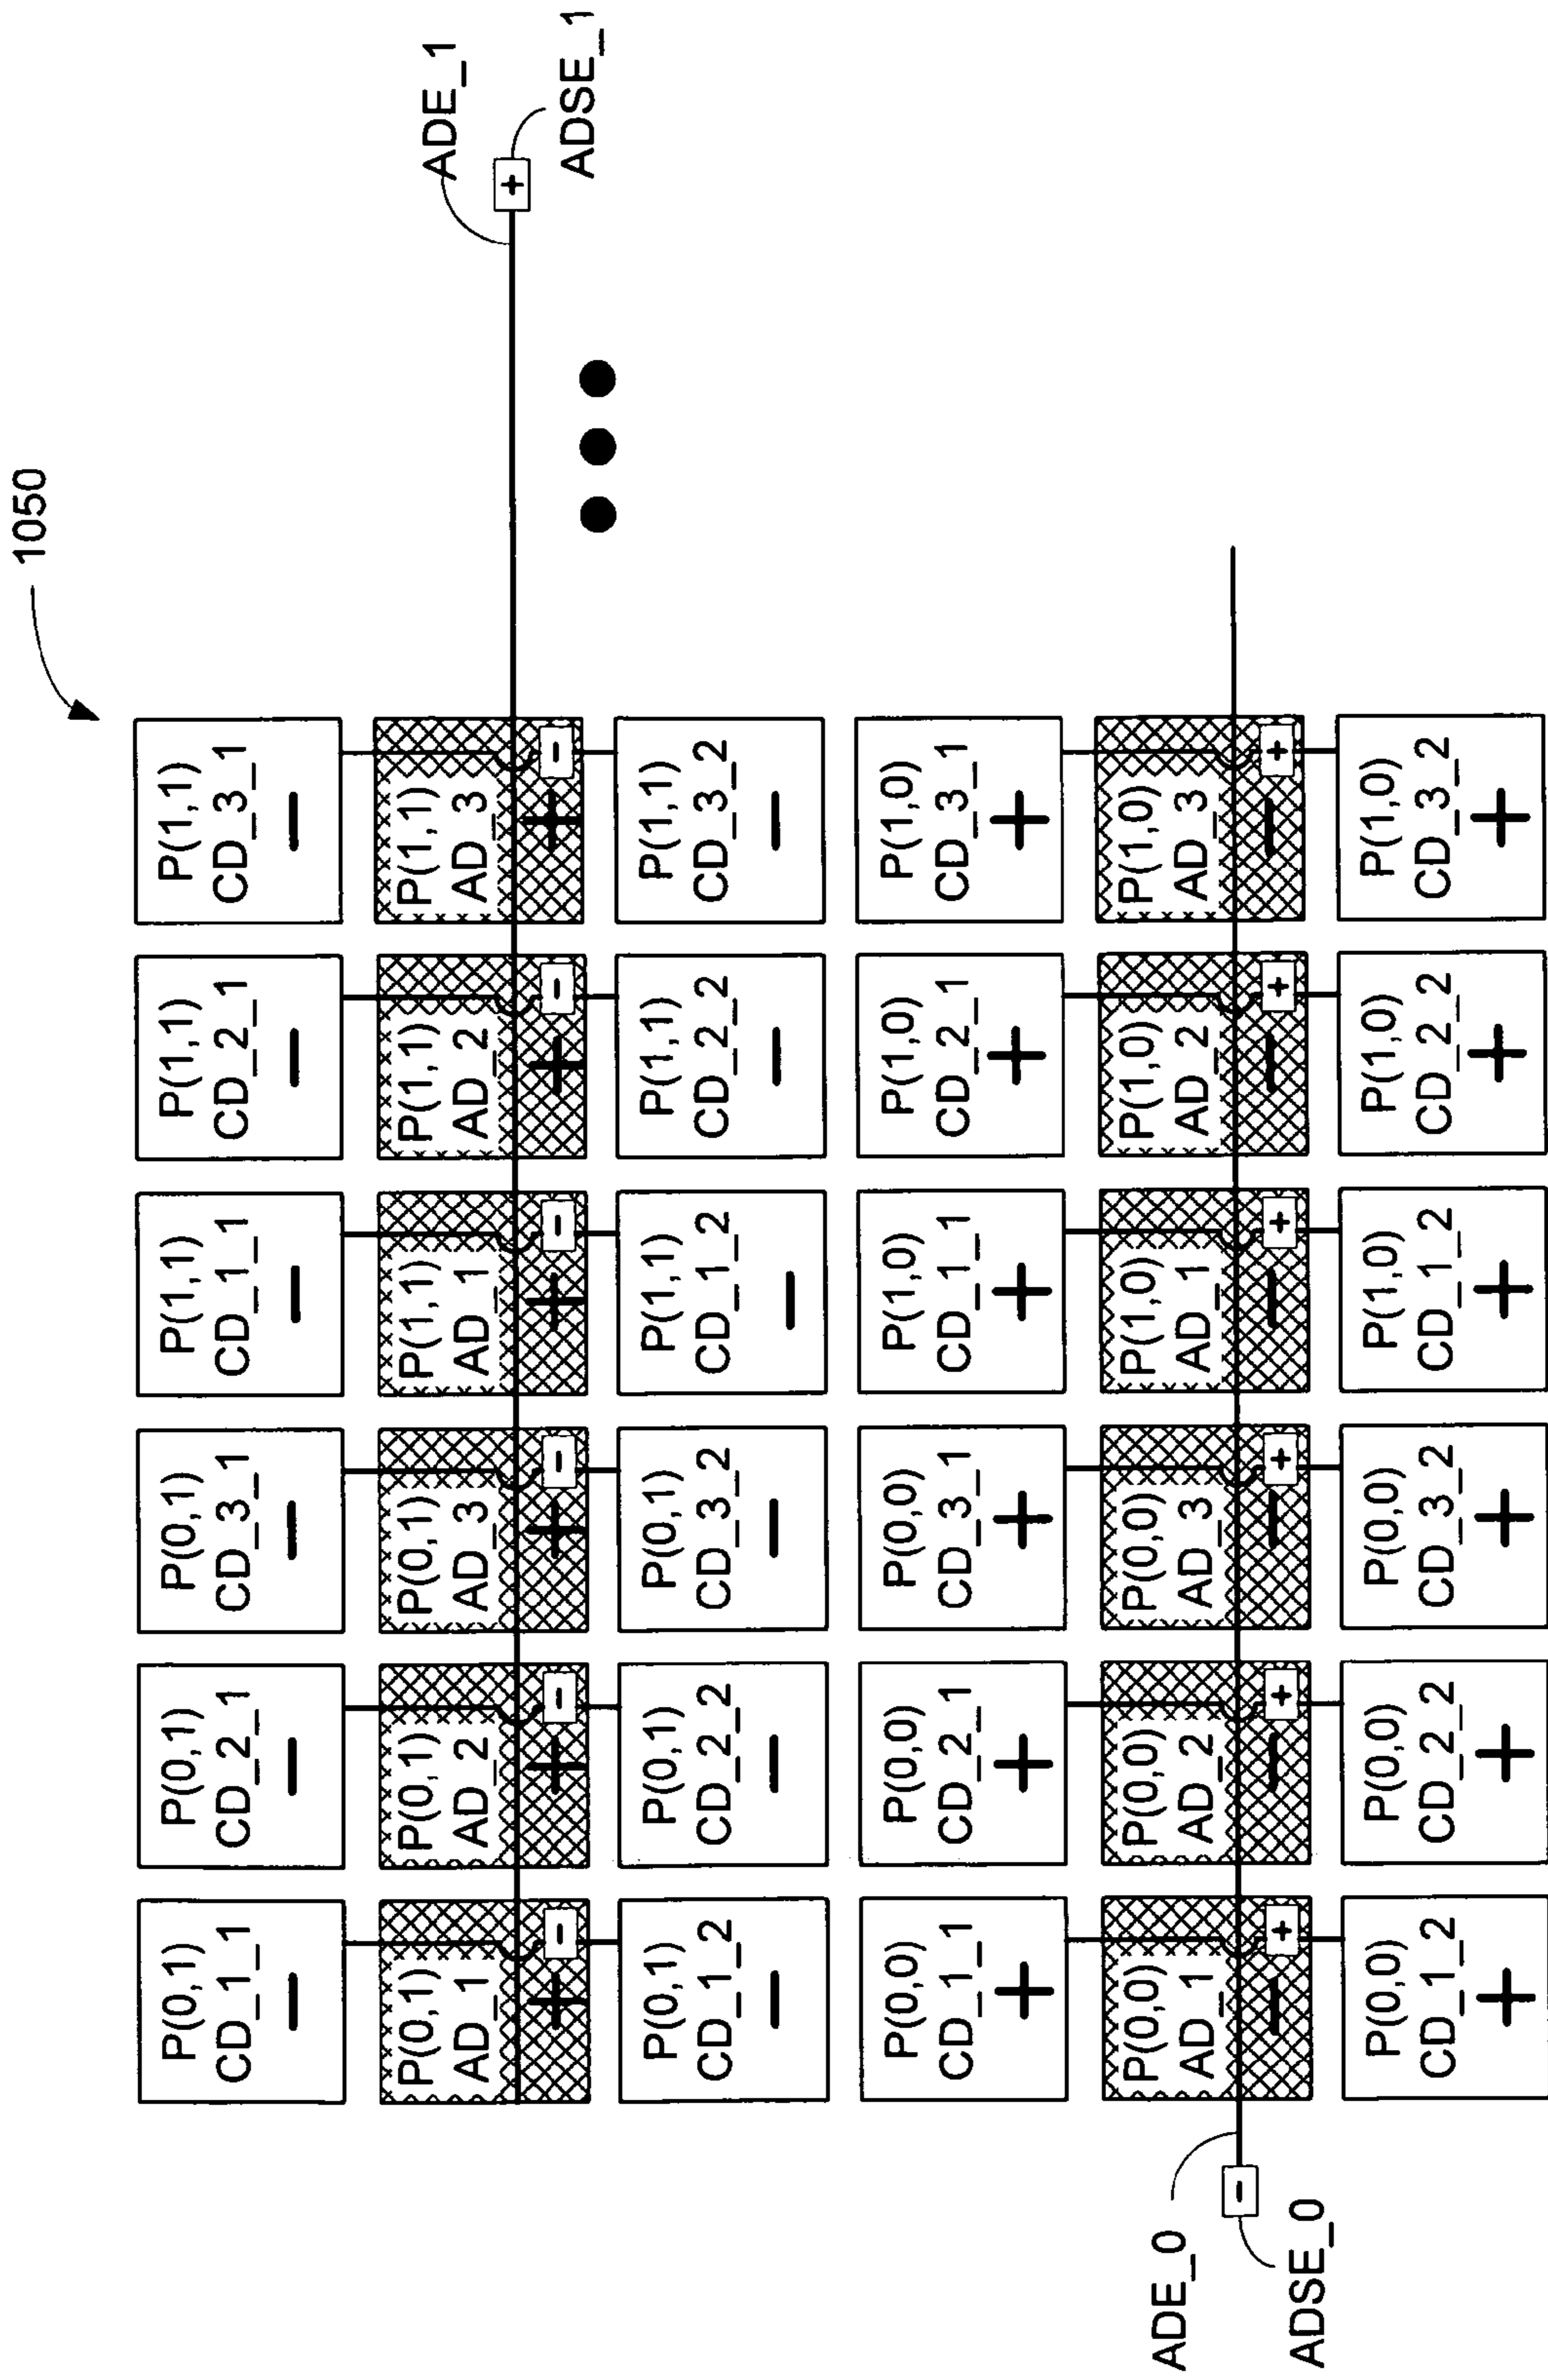 1050
P(0,1) P(0,1) P(0,1) P(1,1) P(1,1) P(1,1)
CD_1_1 CD_2_1 CD_3_1 CD_1_1 CD_2_1 CD_3_1
− − − − − −
P(0,1) P(0,1) P(0,1) P(1,1) P(1,1) P(1,1) ADE_1
AD_1 AD_2 AD_3 AD_1 AD_2 AD_3
+ - + - + - + - + - + - +
ADSE_1
P(0,1) P(0,1) P(0,1) P(1,1) P(1,1) P(1,1)
CD_1_2 CD_2_2 CD_3_2 CD_1_2 CD_2_2 CD_3_2
− − − − − −
P(0,0) P(0,0) P(0,0) P(1,0) P(1,0) P(1,0)
CD_1_1 CD_2_1 CD_3_1 CD_1_1 CD_2_1 CD_3_1
+ + + + + +
ADE_0 P(0,0) P(0,0) P(0,0) P(1,0) P(1,0) P(1,0)
AD_1 AD_2 AD_3 AD_1 AD_2 AD_3
- − + − + − + − + − + − +
ADSE_0
P(0,0) P(0,0) P(0,0) P(1,0) P(1,0) P(1,0)
CD_1_2 CD_2_2 CD_3_2 CD_1_2 CD_2_2 CD_3_2
+ + + + + +